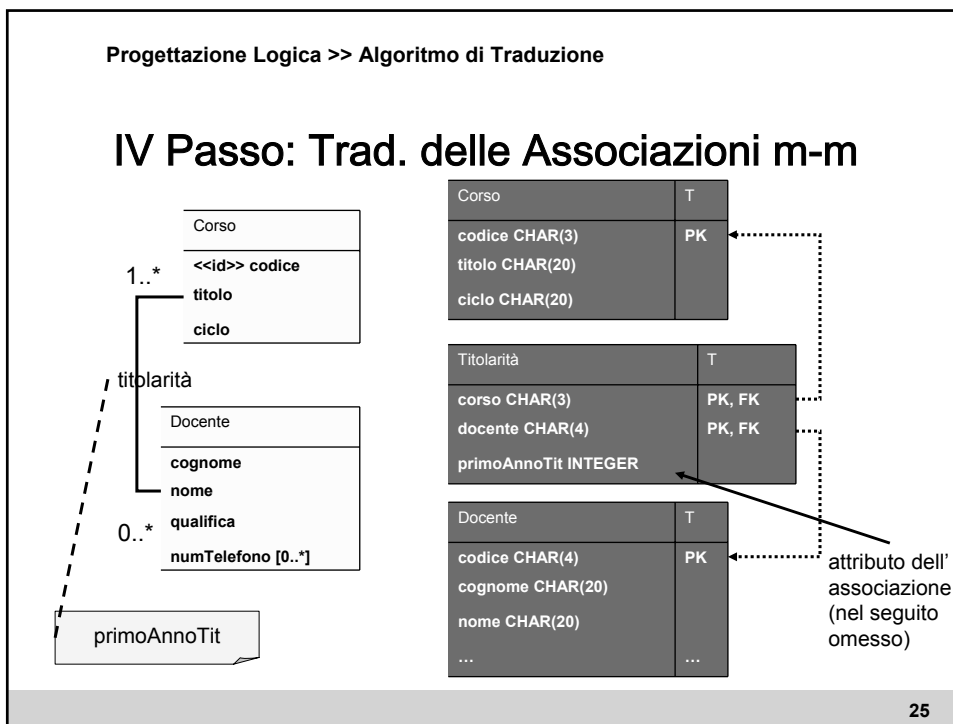 Progettazione Logica >> Algoritmo di Traduzione
IV Passo: Trad. delle Associazioni m-m
Corso
<<id>> codice
titolo
ciclo
1..*
titolarità
Docente
cognome
nome
qualifica
numTelefono [0..*]
0..*
primoAnnoTit
Corso T
codice CHAR(3) PK
titolo CHAR(20)
ciclo CHAR(20)
Titolarità T
corso CHAR(3) PK, FK
docente CHAR(4) PK, FK
primoAnnoTit INTEGER
Docente T
codice CHAR(4) PK
cognome CHAR(20)
nome CHAR(20)
… …
attributo dell’
associazione
(nel seguito
omesso)
25